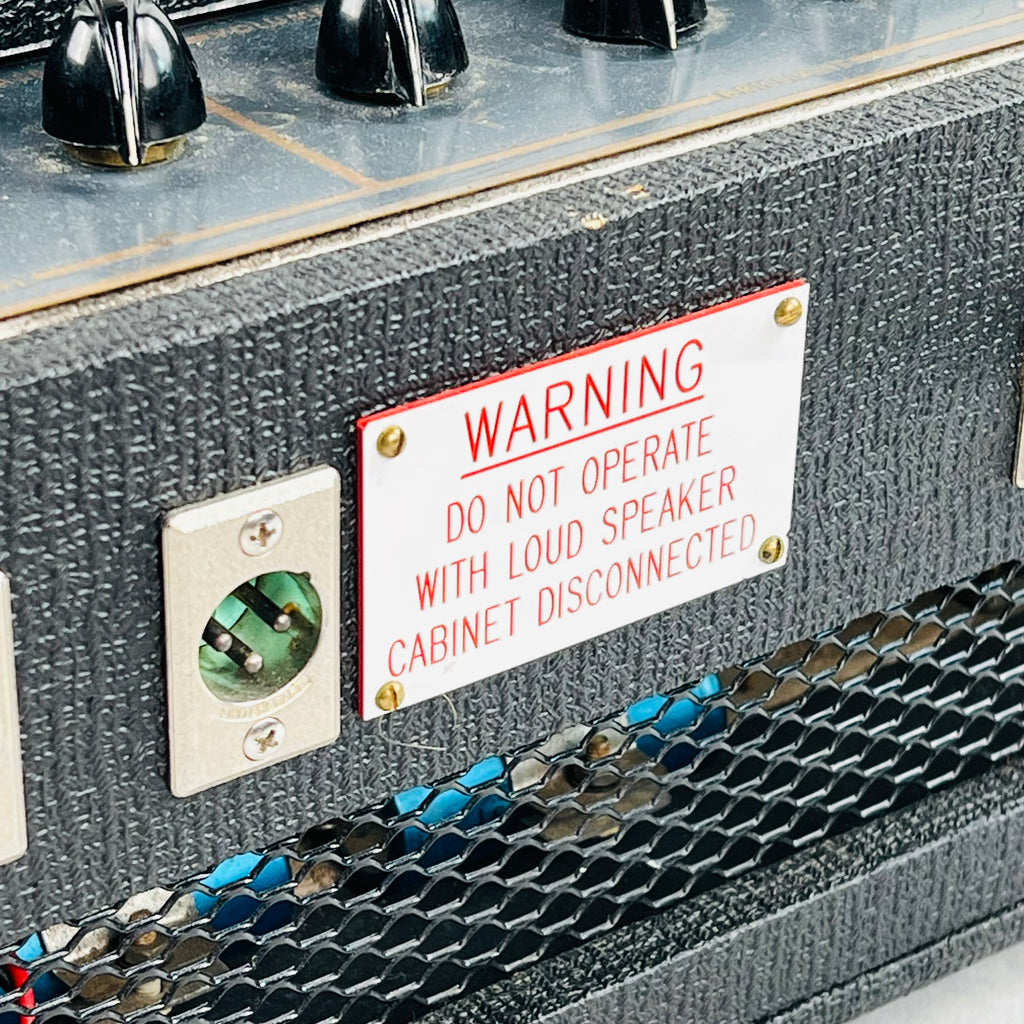 WARNING
DO NOT OPERATE
WITH LOUD SPEAKER
CABINET DISCONNECTED